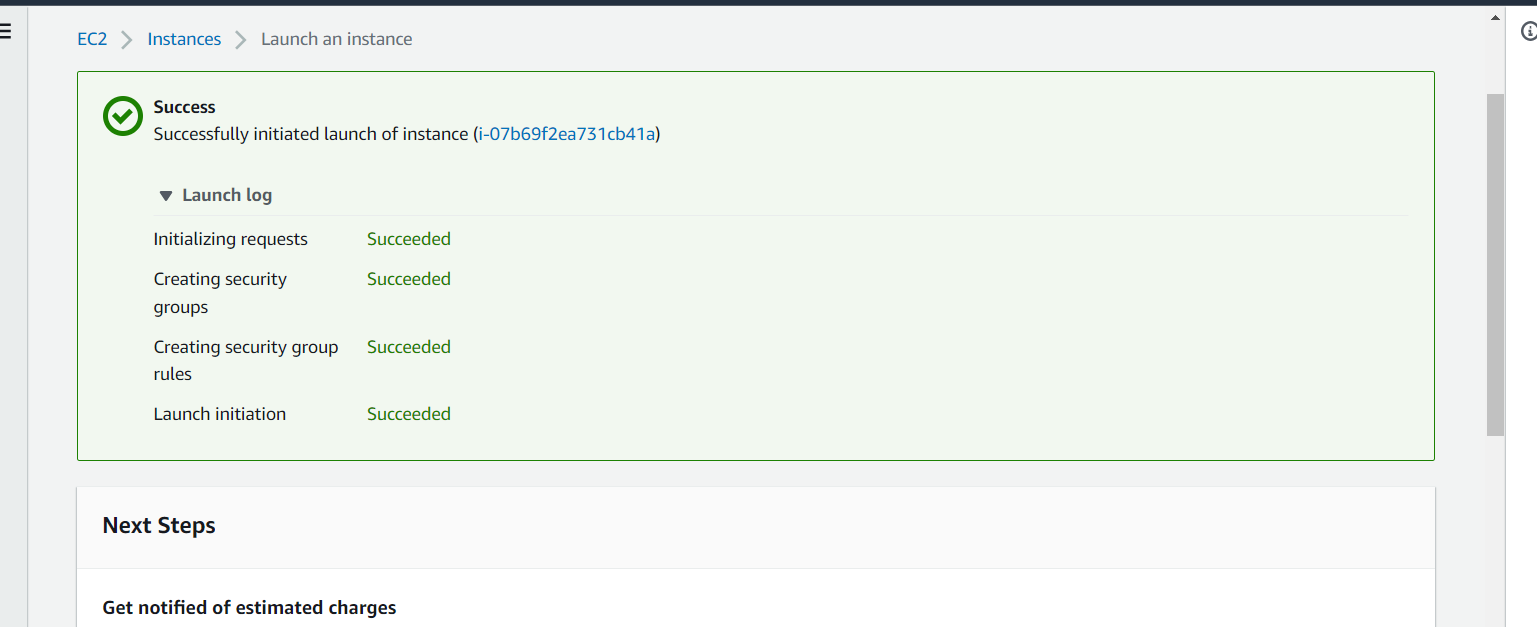 EC2 Instances Launch an instance
Success
Successfully initiated launch of instance (i-07b69f2ea731cb41a)
Launch log
Initializing requests Succeeded
Creating security Succeeded
groups
Creating security group Succeeded
rules
Launch initiation Succeeded
Next Steps
Get notified of estimated charges